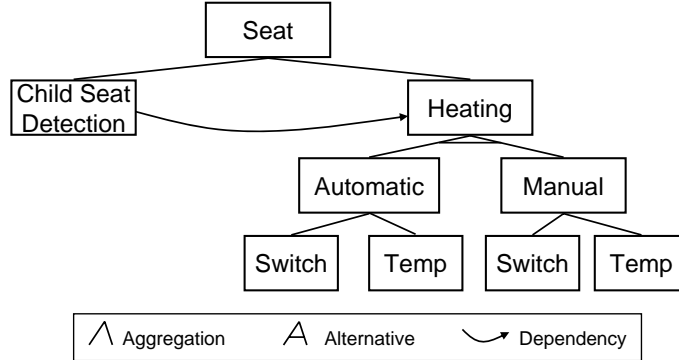 Seat
Child Seat
Detection
Heating
Automatic
Manual
Switch
Temp
Switch
Temp
Aggregation
Alternative
Dependency